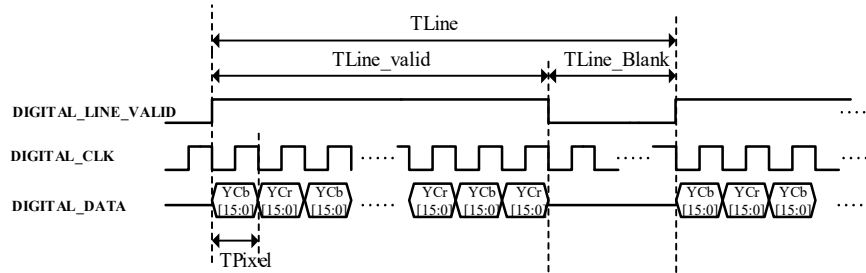 TLine
TLine_valid TLine_Blank
DIGITAL_LINE_VALID
DIGITAL_CLK
DIGITAL_DATA
YCb YCr YCb YCr YCb YCr YCb YCr YCb
[15:0] [15:0] [15:0] [15:0] [15:0] [15:0] [15:0] [15:0] [15:0]
TPixel